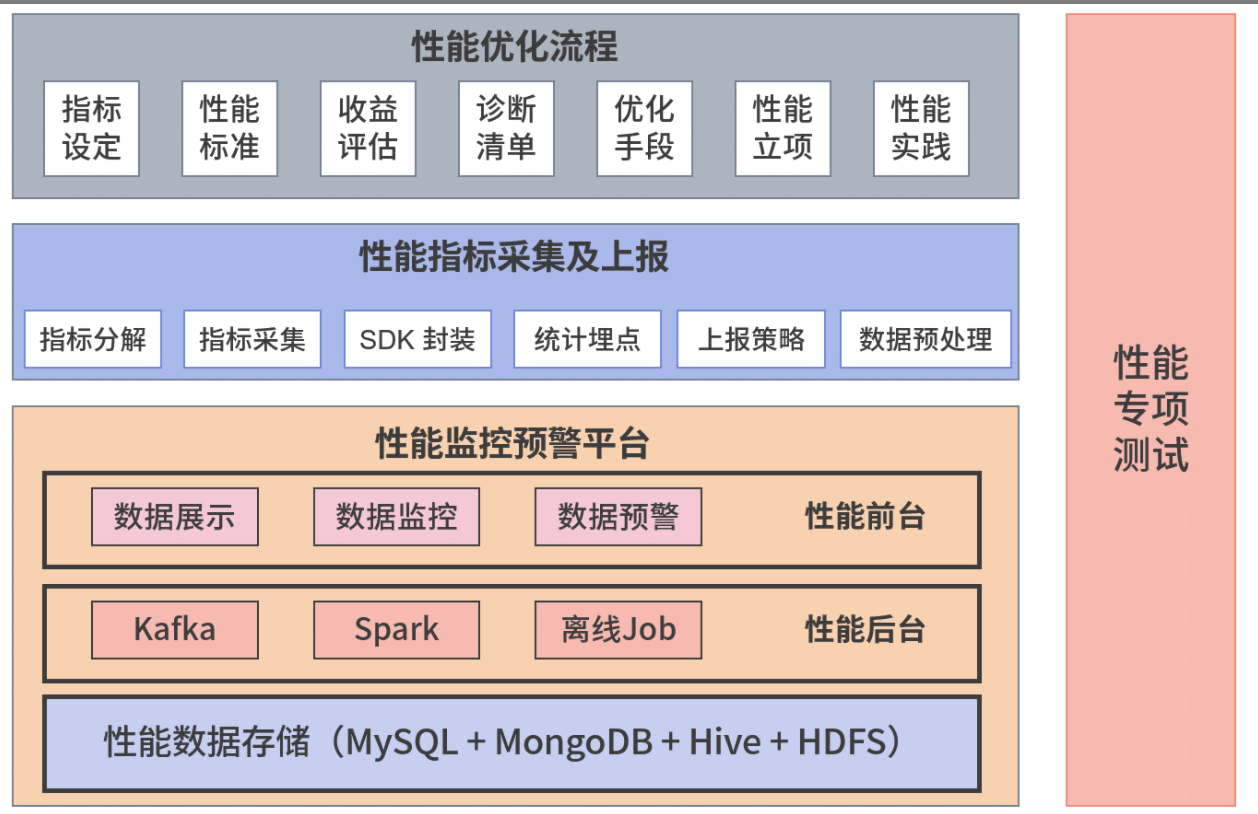 性能优化流程
指标
设定
性能
标准
收益
评估
诊断
清单
优化
手段
性能
立项
性能
实践
性能指标采集及上报
指标分解
指标采集
SDK 封装
统计埋点
上报策略
数据预处理
性能监控预警平台
数据展示
数据监控
数据预警
性能前台
Kafka
Spark
离线Job
性能后台
性能数据存储（MySQL + MongoDB + Hive + HDFS）
性能
专项
测试